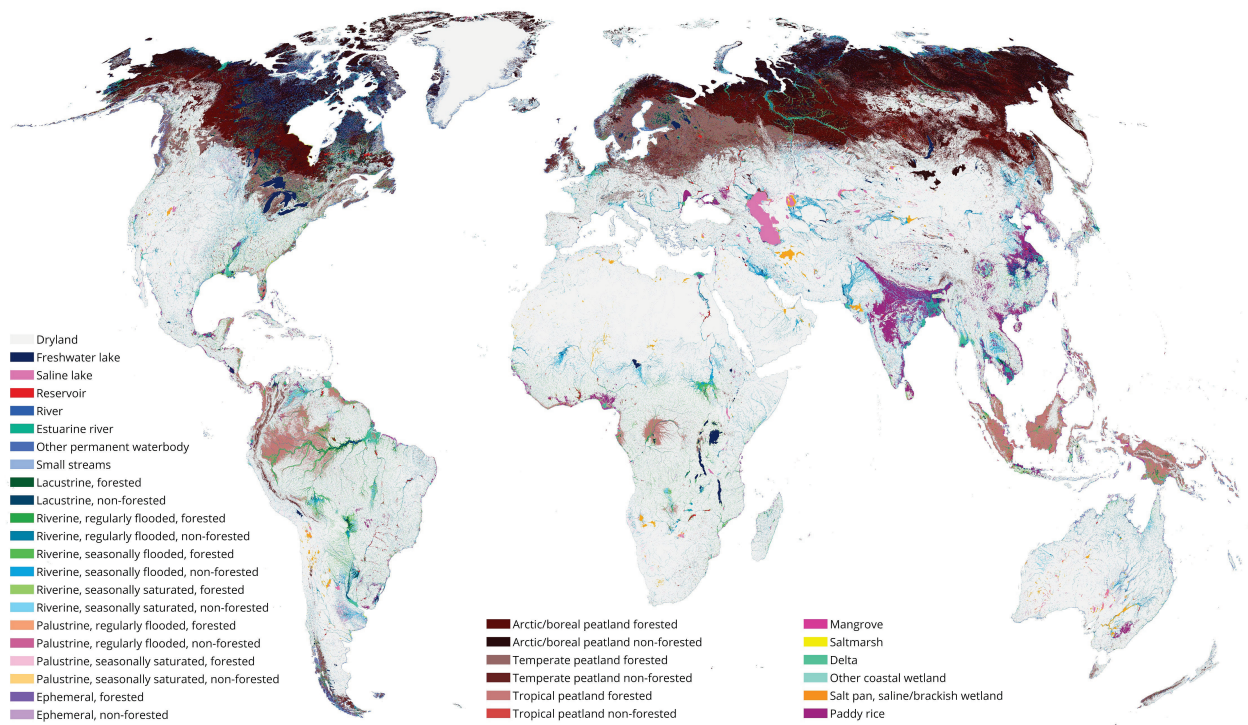 Dryland
Freshwater lake
Saline lake
Reservoir
River
Estuarine river
Other permanent waterbody
Small streams
Lacustrine, forested
Lacustrine, non-forested
Riverine, regularly flooded, forested
Riverine, regularly flooded, non-forested
Riverine, seasonally flooded, forested
Riverine, seasonally flooded, non-forested
Riverine, seasonally saturated, forested
Riverine, seasonally saturated, non-forested
Palustrine, regularly flooded, forested
Palustrine, regularly flooded, non-forested
Palustrine, seasonally saturated, forested
Palustrine, seasonally saturated, non-forested
Ephemeral, forested
Ephemeral, non-forested
Arctic/boreal peatland forested
Arctic/boreal peatland non-forested
Temperate peatland forested
Temperate peatland non-forested
Tropical peatland forested
Tropical peatland non-forested
Mangrove
Saltmarsh
Delta
Other coastal wetland
Salt pan, saline/brackish wetland
Paddy rice